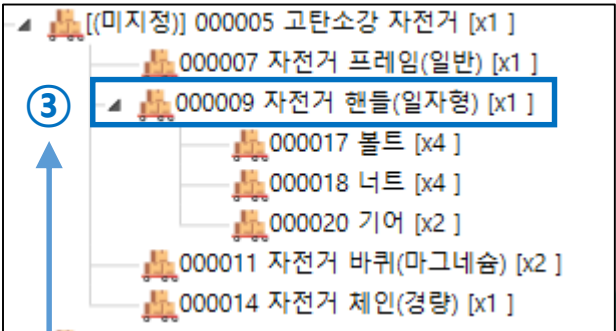 [(미지정)] 000005 고탄소강 자전거 [x1 ]
000007 자전거 프레임(일반) [x1 ]
③ 000009 자전거 핸들(일자형) [x1 ]
000017 볼트 [x4 ]
000018 너트 [x4 ]
000020 기어 [x2 ]
000011 자전거 바퀴(마그네슘) [x2 ]
000014 자전거 체인(경량) [x1 ]